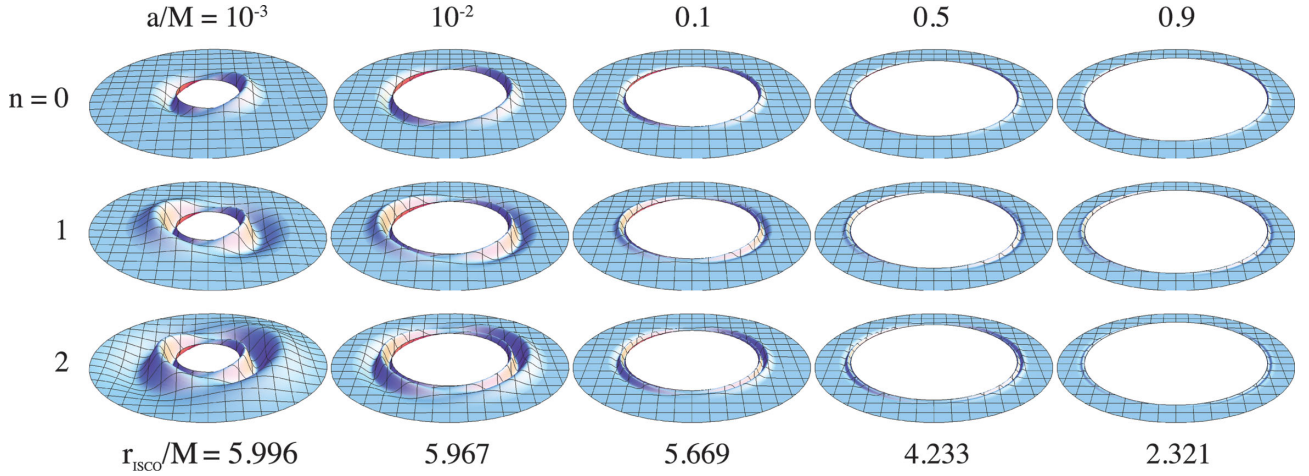 a/M = 10⁻³ 10⁻² 0.1 0.5 0.9
n = 0
1
2
r_ISCO/M = 5.996 5.967 5.669 4.233 2.321